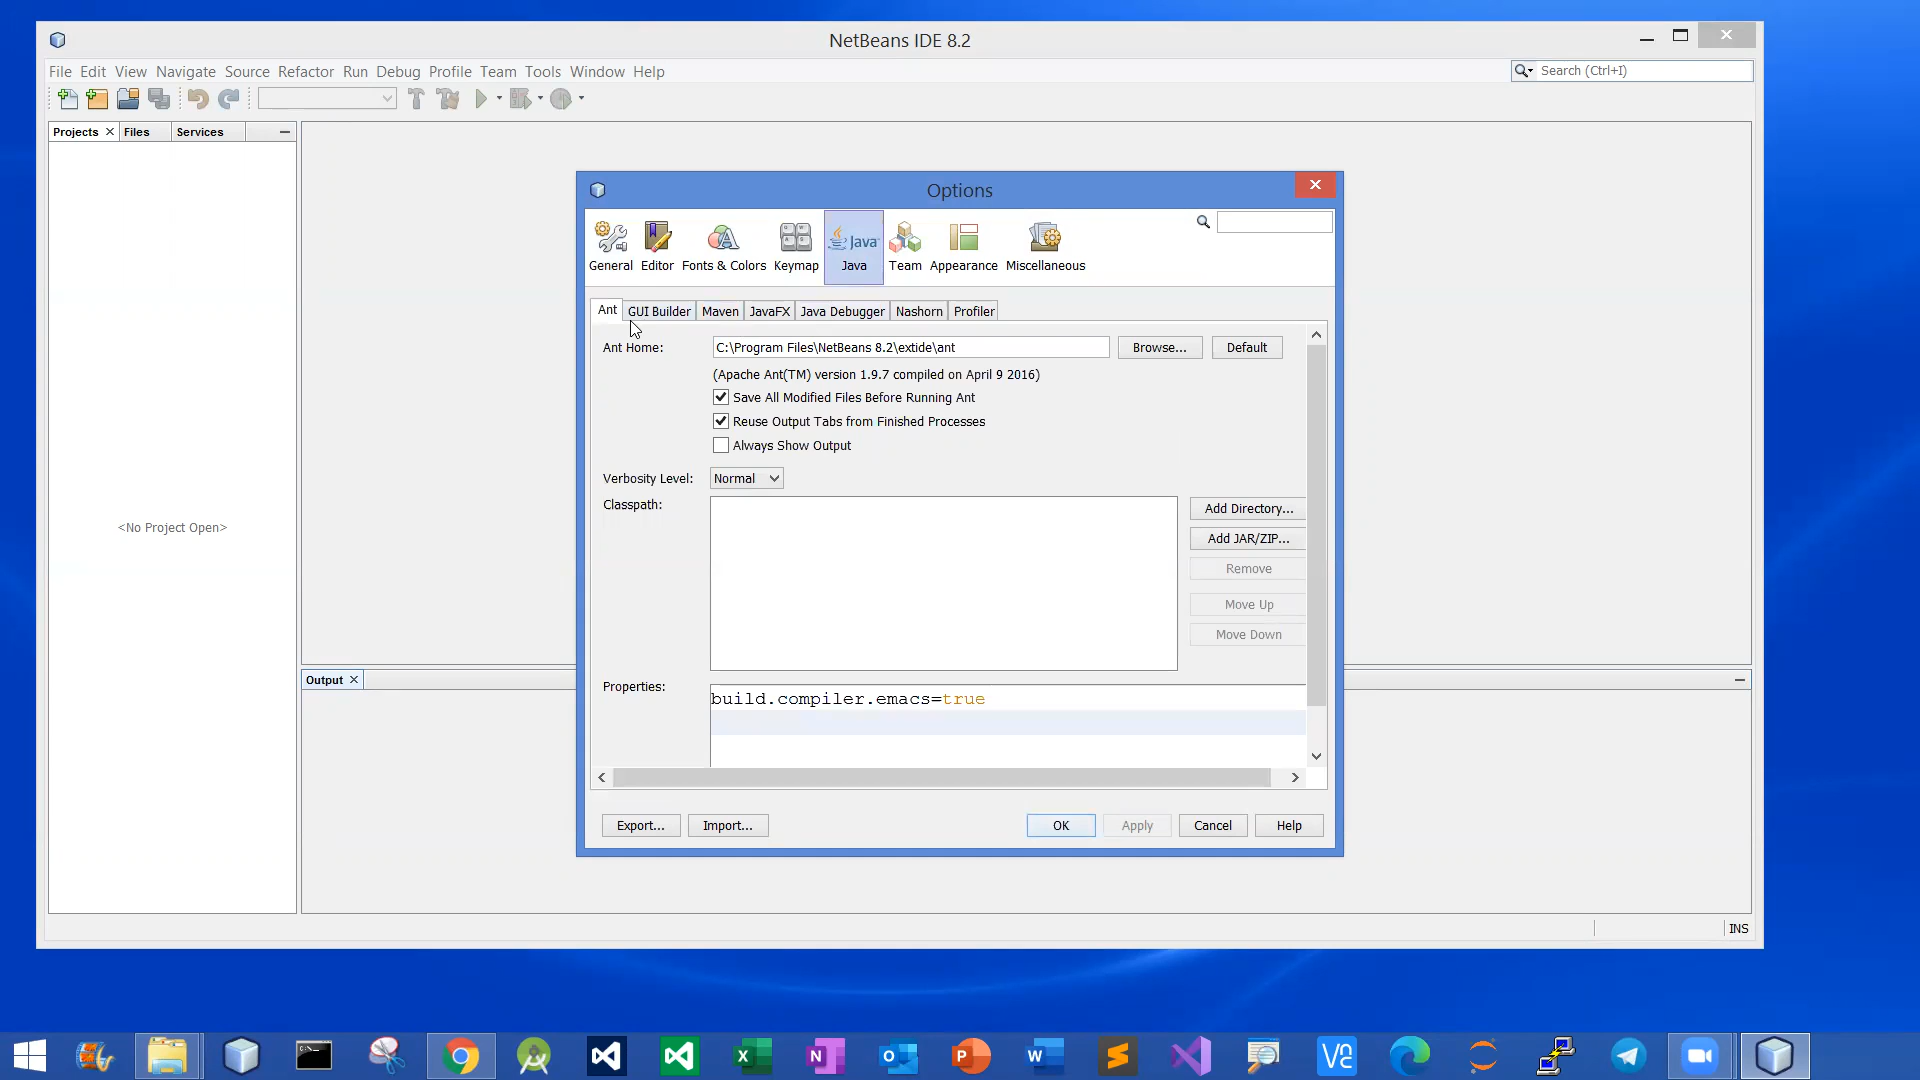 NetBeans IDE 8.2
File Edit View Navigate Source Refactor Run Debug Profile Team Tools Window Help
Search (Ctrl+I)
Projects Files Services
<No Project Open>
Output
Options
General Editor Fonts & Colors Keymap Java Team Appearance Miscellaneous
Java
Ant GUI Builder Maven JavaFX Java Debugger Nashorn Profiler
Ant Home: C:\Program Files\NetBeans 8.2\extide\ant Browse... Default
(Apache Ant(TM) version 1.9.7 compiled on April 9 2016)
Save All Modified Files Before Running Ant
Reuse Output Tabs from Finished Processes
Always Show Output
Verbosity Level: Normal
Classpath:
Add Directory...
Add JAR/ZIP...
Remove
Move Up
Move Down
Properties:
build.compiler.emacs=true
Export... Import... OK Apply Cancel Help
INS